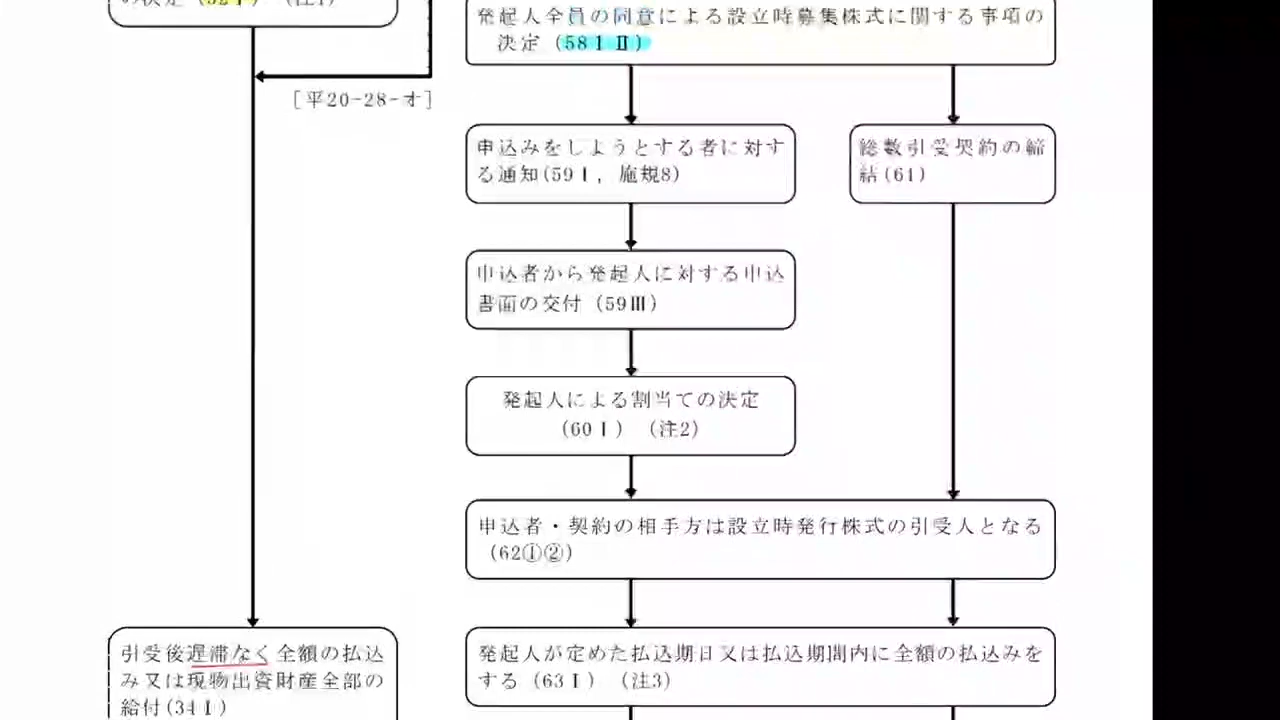 の決定（32Ⅰ）（注1）
［平20-28-オ］
発起人全員の同意による設立時募集株式に関する事項の
決定（58Ⅰ Ⅱ）
申込みをしようとする者に対す
る通知(59Ⅰ，施規8)
総数引受契約の締
結(61)
申込者から発起人に対する申込
書面の交付（59Ⅲ）
発起人による割当ての決定
（60Ⅰ）（注2）
申込者・契約の相手方は設立時発行株式の引受人となる
（62①②）
引受後遅滞なく全額の払込
み又は現物出資財産全部の
給付(34Ⅰ)
発起人が定めた払込期日又は払込期間内に全額の払込みを
する（63Ⅰ）（注3）